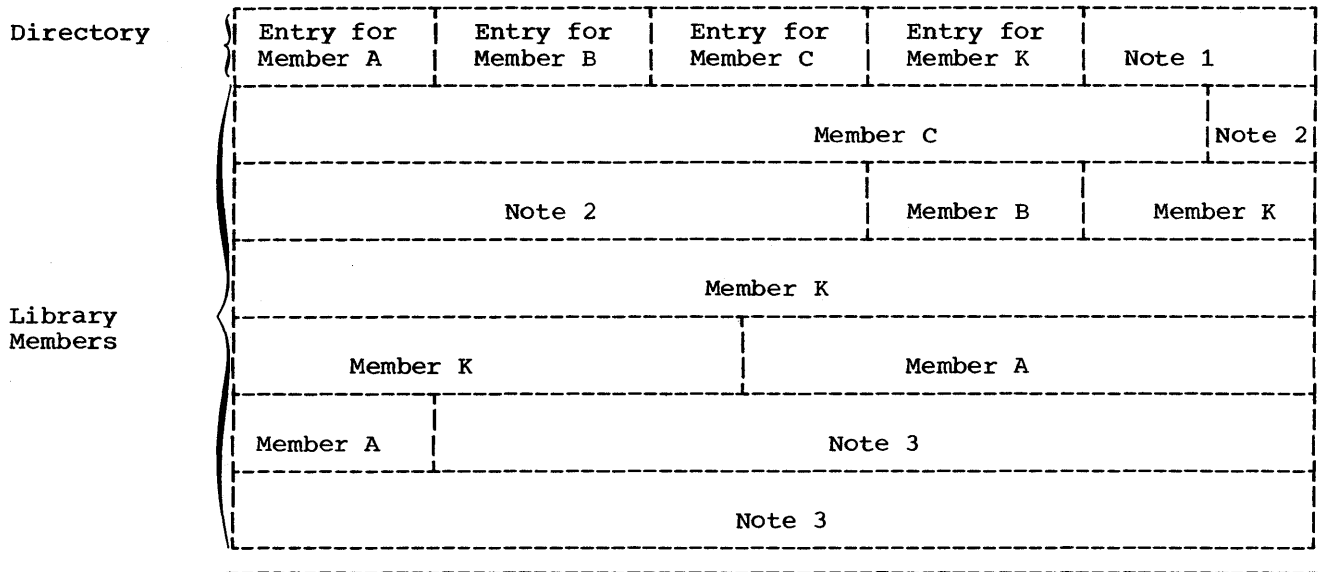 Directory
Entry for Member A
Entry for Member B
Entry for Member C
Entry for Member K
Note 1
Member C
Note 2
Note 2
Member B
Member K
Member K
Library Members
Member K
Member A
Member A
Note 3
Note 3